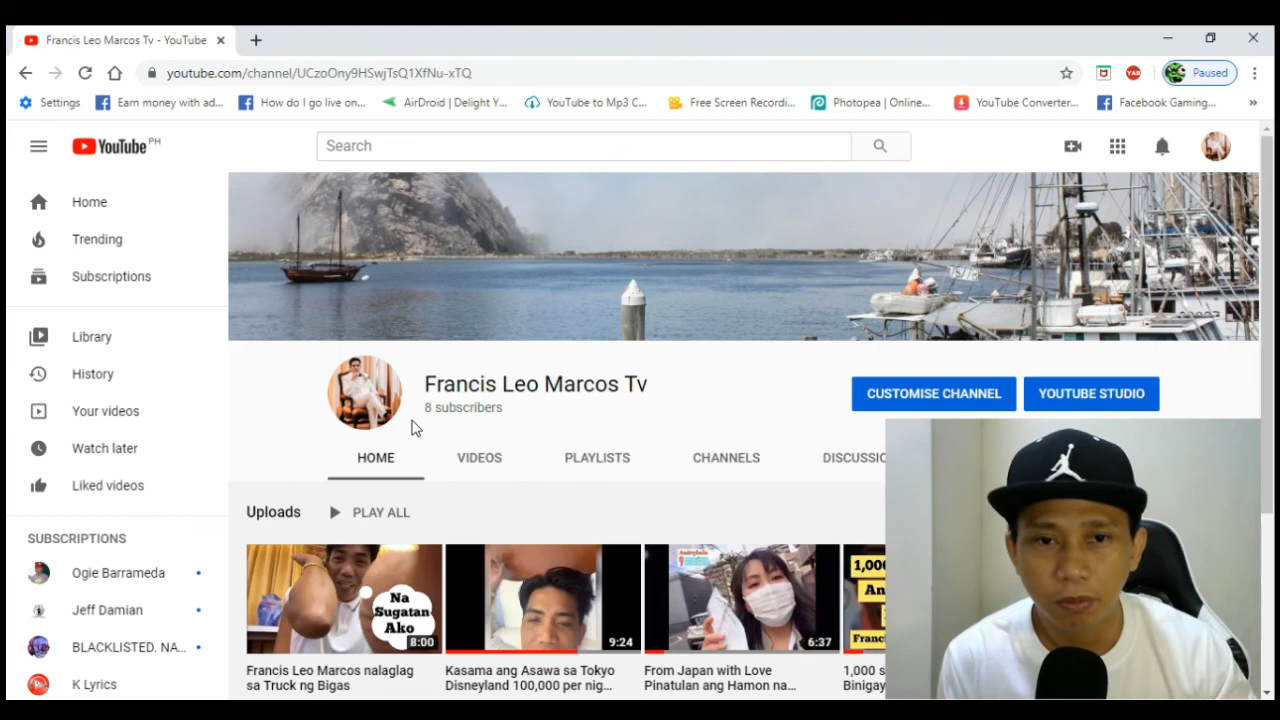 Francis Leo Marcos Tv - YouTube
youtube.com/channel/UCzoOny9HSwjTsQ1XfNu-xTQ
YAR
Paused
Settings
Earn money with ad...
How do I go live on...
AirDroid | Delight Y...
YouTube to Mp3 C...
Free Screen Recordi...
Photopea | Online...
YouTube Converter...
Facebook Gaming...
YouTube PH
Search
Home
Trending
Subscriptions
Library
History
Your videos
Watch later
Liked videos
SUBSCRIPTIONS
Ogie Barrameda
Jeff Damian
BLACKLISTED. NA...
K Lyrics
Francis Leo Marcos Tv
8 subscribers
CUSTOMISE CHANNEL
YOUTUBE STUDIO
HOME
VIDEOS
PLAYLISTS
CHANNELS
DISCUSSIO
Uploads
PLAY ALL
Na
Sugatan
Ako
8:00
9:24
6:37
1,000
An
Franci
Francis Leo Marcos nalaglag
sa Truck ng Bigas
Kasama ang Asawa sa Tokyo
Disneyland 100,000 per nig...
From Japan with Love
Pinatulan ang Hamon na...
1,000 s
Binigay